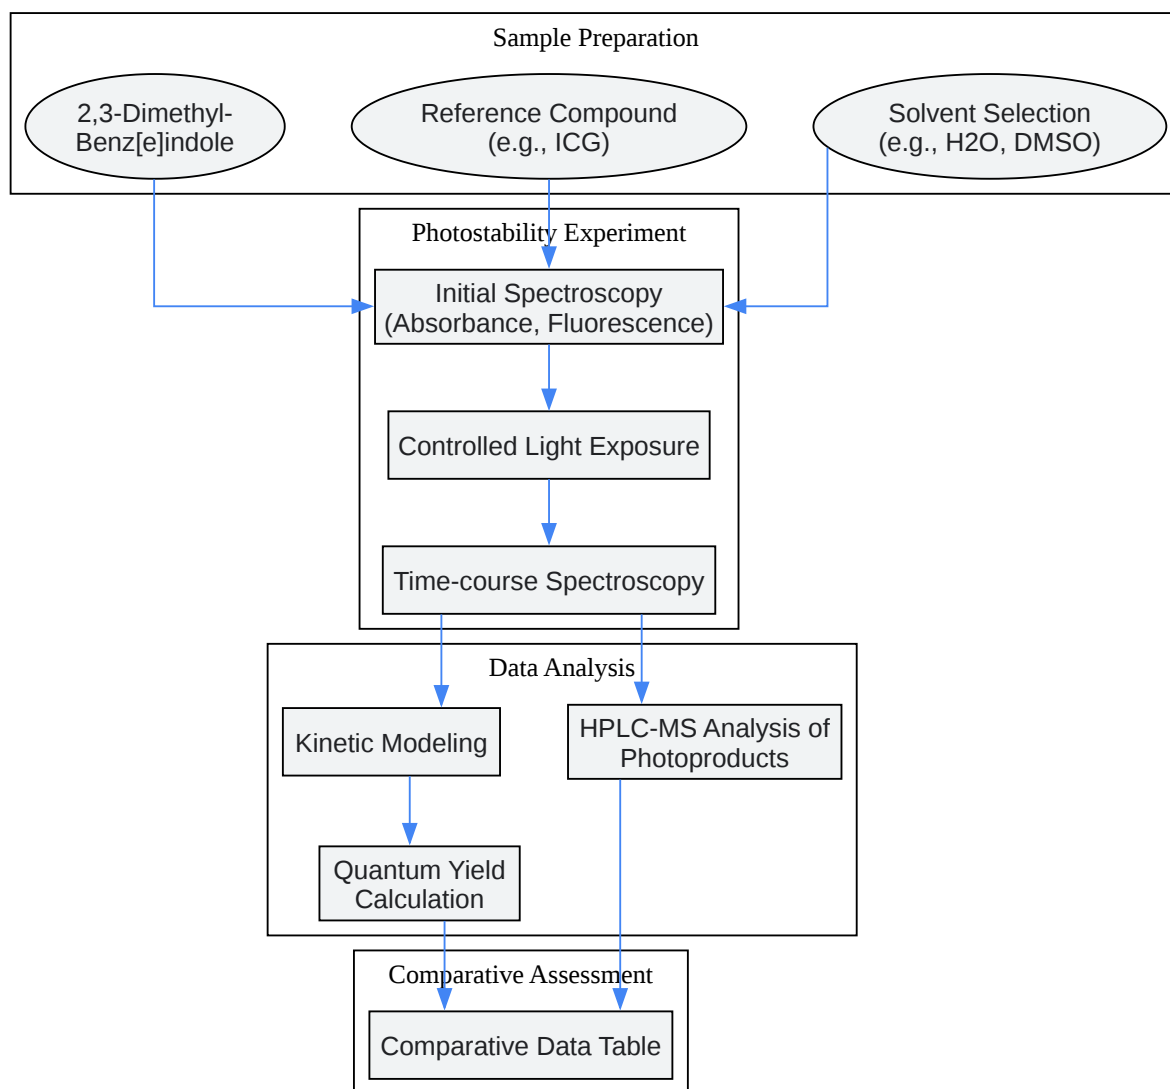 Sample Preparation
2,3-Dimethyl-
Benz[e]indole
Reference Compound
(e.g., ICG)
Solvent Selection
(e.g., H2O, DMSO)
Photostability Experiment
Initial Spectroscopy
(Absorbance, Fluorescence)
Controlled Light Exposure
Time-course Spectroscopy
Data Analysis
Kinetic Modeling
HPLC-MS Analysis of
Photoproducts
Quantum Yield
Calculation
Comparative Assessment
Comparative Data Table